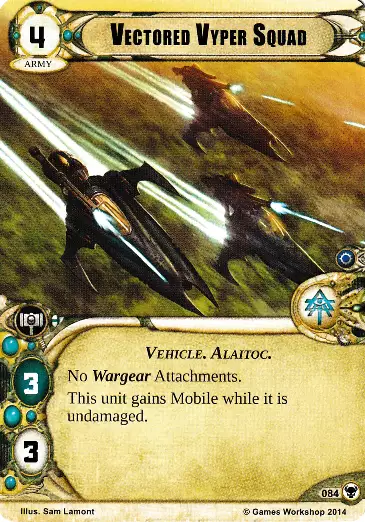 4
ARMY
VECTORED VYPER SQUAD
VEHICLE. ALAITOC.
No Wargear Attachments.
This unit gains Mobile while it is
undamaged.
3
3
084
Illus. Sam Lamont
© Games Workshop 2014